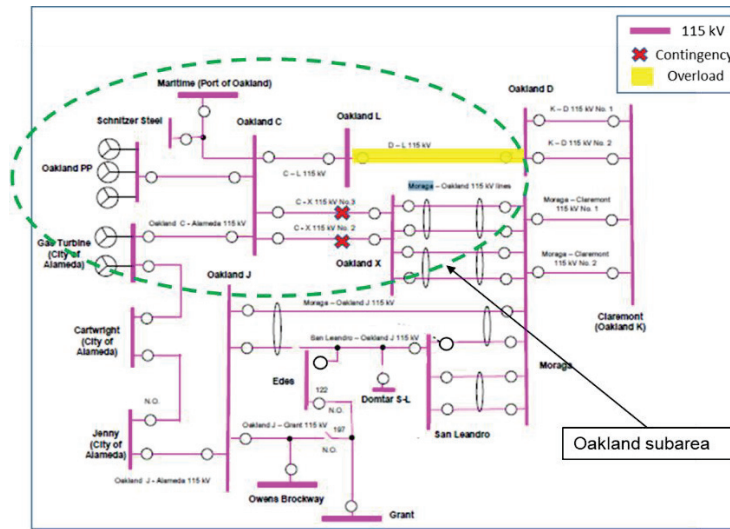 115 kV
Contingency
Overload
Maritime (Port of Oakland)
Schnitzer Steel
Oakland C
Oakland L
Oakland D
K – D 115 kV No. 1
D – L 115 kV
K – D 115 kV No. 2
Oakland PP
C – L 115 kV
Moraga – Oakland 115 kV lines
C - X 115 kV No.3
Moraga – Claremont
115 kV No. 1
Oakland C - Alameda 115 kV
C - X 115 kV No. 2
Gas Turbine
(City of
Alameda)
Oakland X
Moraga – Claremont
115 kV No. 2
Oakland J
Moraga – Oakland J 115 kV
Claremont
(Oakland K)
Cartwright (City
of Alameda)
San Leandro – Oakland J 115 kV
Edes
Moraga
122
N.O.
Domtar S-L
N.O.
Jenny (City of
Alameda)
Oakland J – Grant 115 kV
197
N.O.
San Leandro
Oakland subarea
Oakland J - Alameda 115 kV
Owens Brockway
Grant